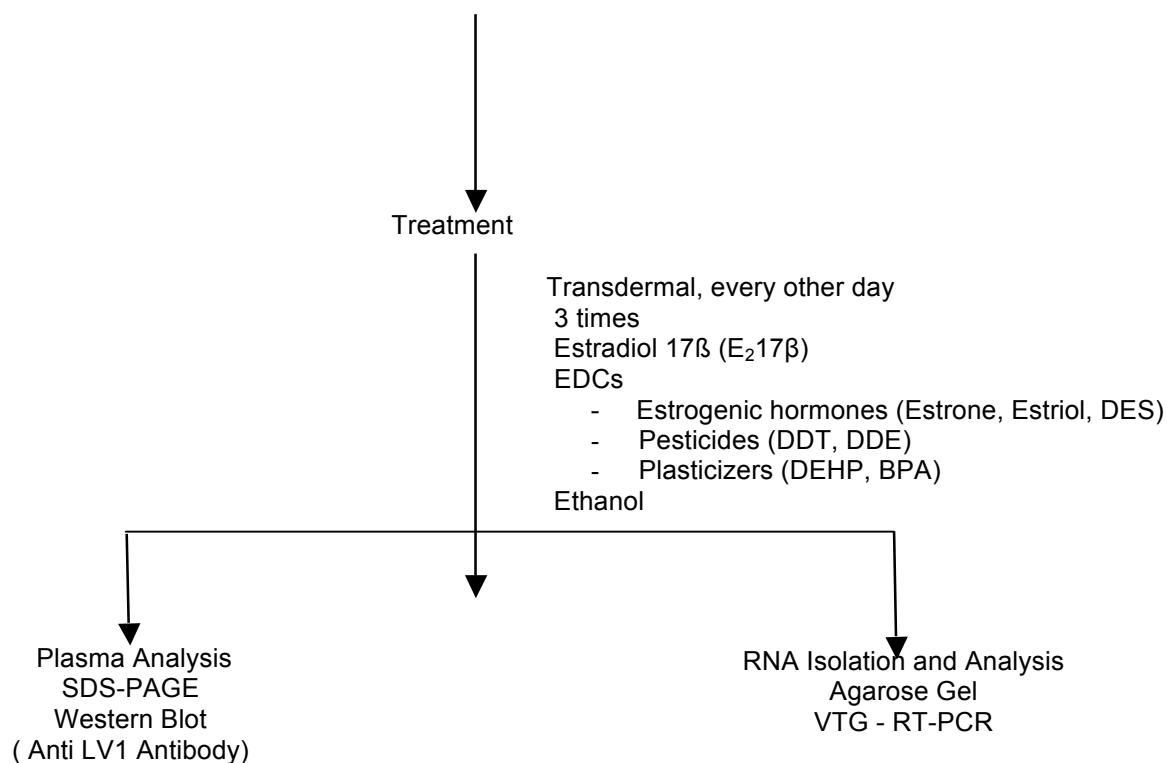 Treatment
Transdermal, every other day
3 times
Estradiol 17ß (E₂17β)
EDCs
- Estrogenic hormones (Estrone, Estriol, DES)
- Pesticides (DDT, DDE)
- Plasticizers (DEHP, BPA)
Ethanol
Plasma Analysis
SDS-PAGE
Western Blot
( Anti LV1 Antibody)
RNA Isolation and Analysis
Agarose Gel
VTG - RT-PCR